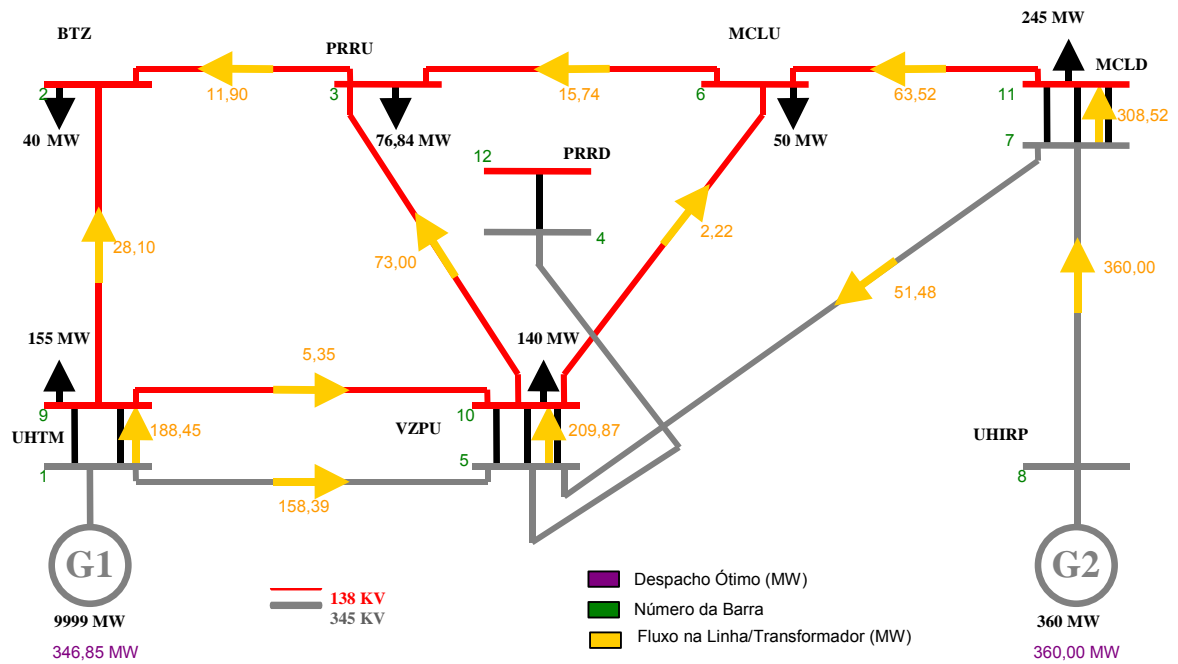 245 MW
BTZ
MCLU
PRRU
MCLD
2
11,90
3
15,74
6
63,52
11
308,52
40 MW
76,84 MW
50 MW
7
12
PRRD
4
28,10
73,00
2,22
51,48
360,00
155 MW
140 MW
5,35
9
10
UHTM
188,45
VZPU
209,87
UHIRP
1
5
8
158,39
G1
G2
138 KV
345 KV
Despacho Ótimo (MW)
Número da Barra
Fluxo na Linha/Transformador (MW)
9999 MW
360 MW
346,85 MW
360,00 MW